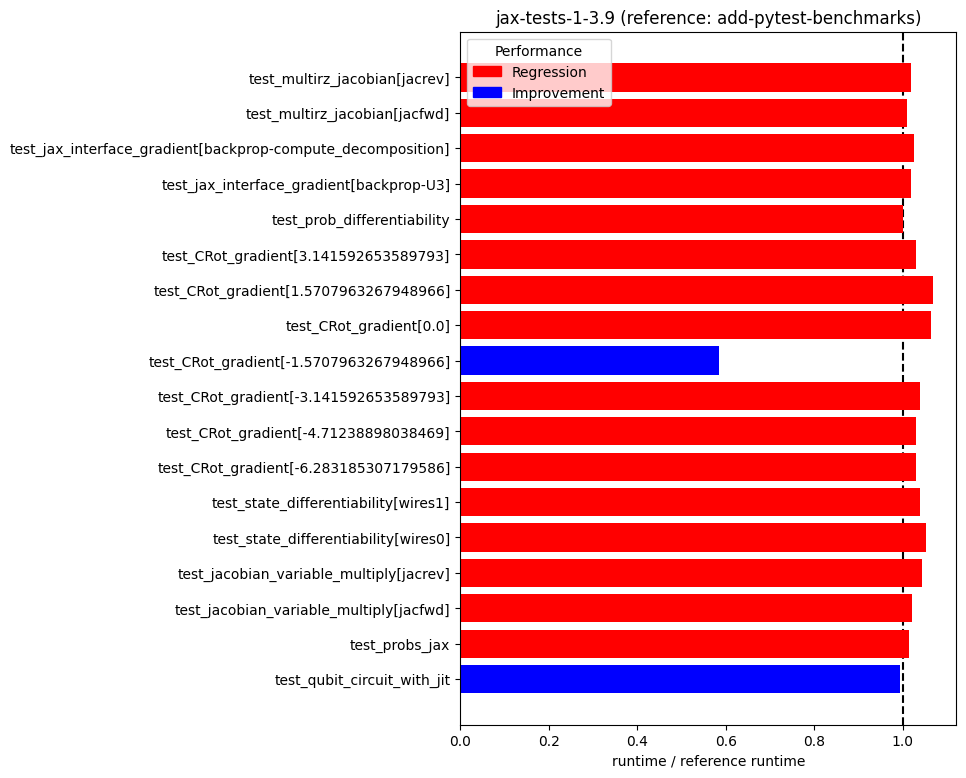 jax-tests-1-3.9 (reference: add-pytest-benchmarks)
Performance
Regression
Improvement
test_multirz_jacobian[jacrev]
test_multirz_jacobian[jacfwd]
test_jax_interface_gradient[backprop-compute_decomposition]
test_jax_interface_gradient[backprop-U3]
test_prob_differentiability
test_CRot_gradient[3.141592653589793]
test_CRot_gradient[1.5707963267948966]
test_CRot_gradient[0.0]
test_CRot_gradient[-1.5707963267948966]
test_CRot_gradient[-3.141592653589793]
test_CRot_gradient[-4.71238898038469]
test_CRot_gradient[-6.283185307179586]
test_state_differentiability[wires1]
test_state_differentiability[wires0]
test_jacobian_variable_multiply[jacrev]
test_jacobian_variable_multiply[jacfwd]
test_probs_jax
test_qubit_circuit_with_jit
0.0 0.2 0.4 0.6 0.8 1.0
runtime / reference runtime